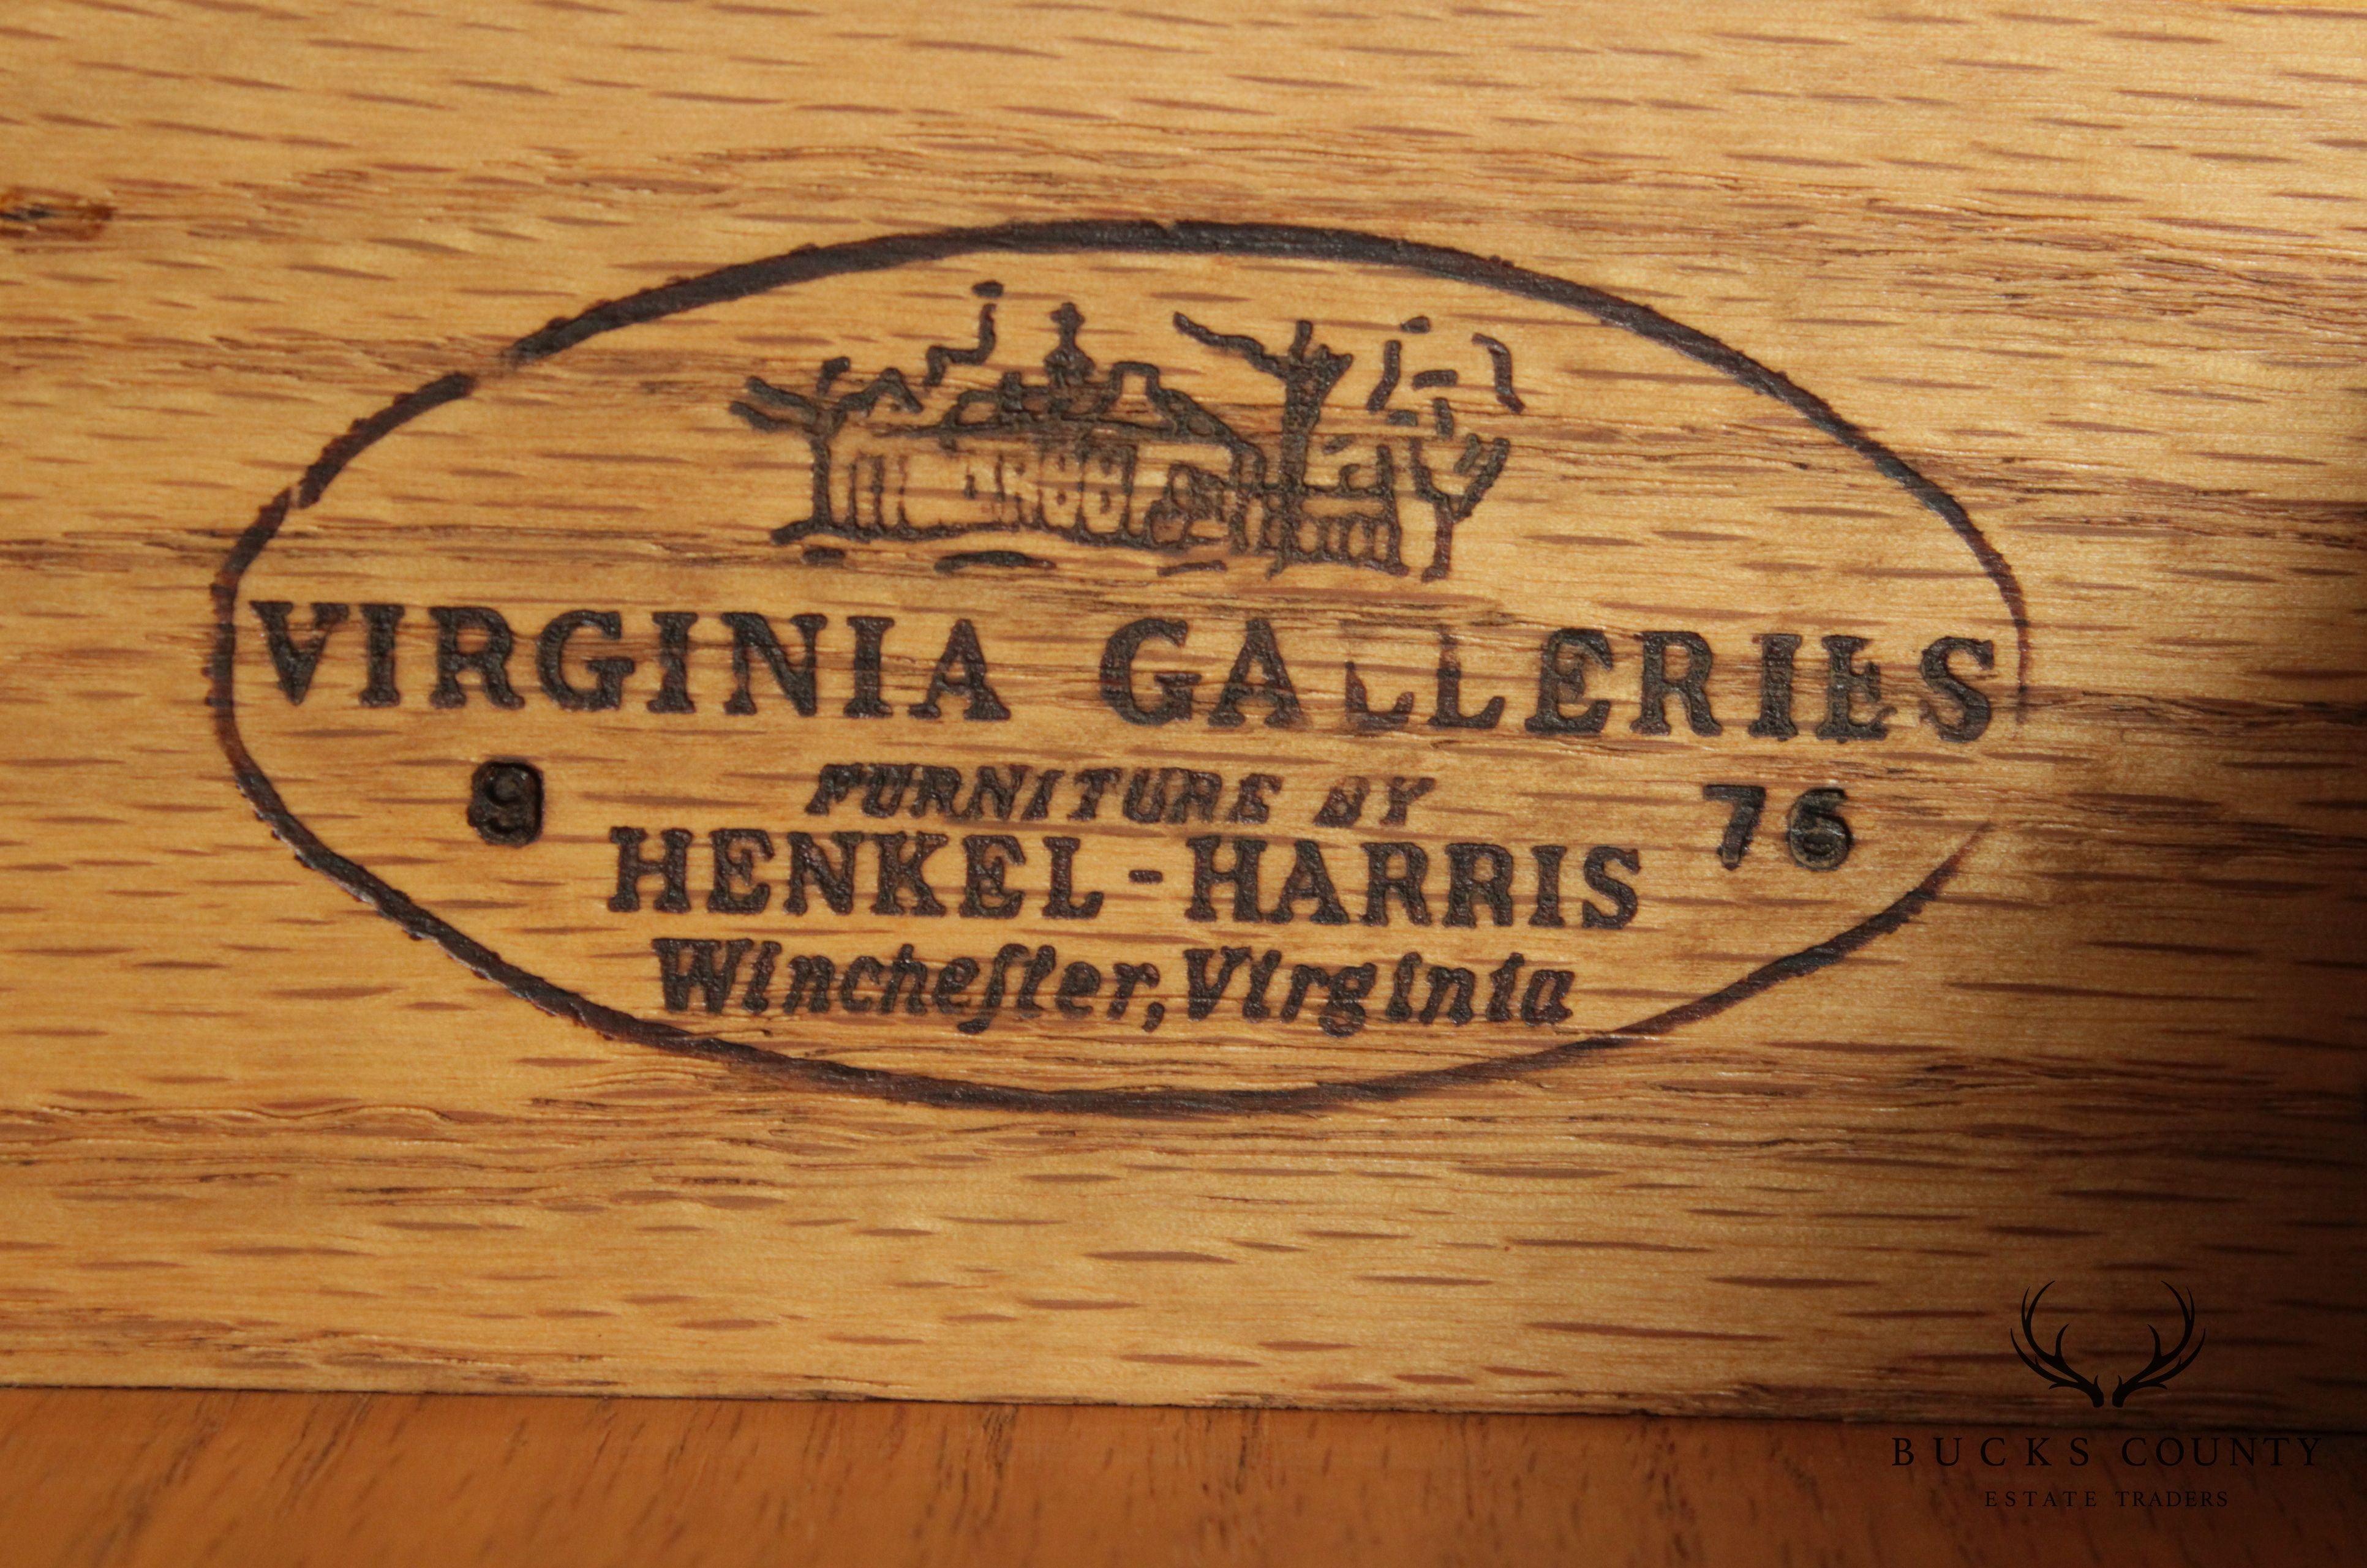 VIRGINIA GALLERIES
9 FURNITURE BY 76
HENKEL-HARRIS
Wincheſter, Virginia
BUCKS COUNTY
ESTATE TRADERS